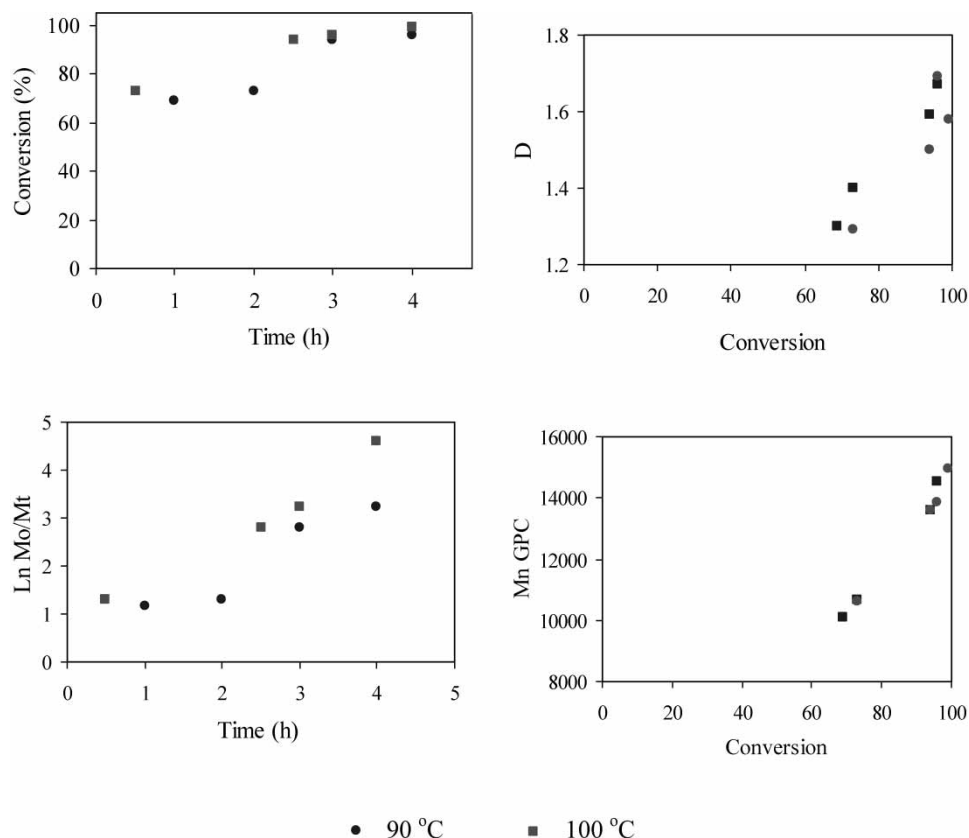 100
80
60
40
20
0
0 1 2 3 4
Conversion (%)
Time (h)
1.8
1.6
1.4
1.2
0 20 40 60 80 100
D
Conversion
5
4
3
2
1
0
0 1 2 3 4 5
Ln Mo/Mt
Time (h)
16000
14000
12000
10000
8000
0 20 40 60 80 100
Mn GPC
Conversion
90 °C 100 °C